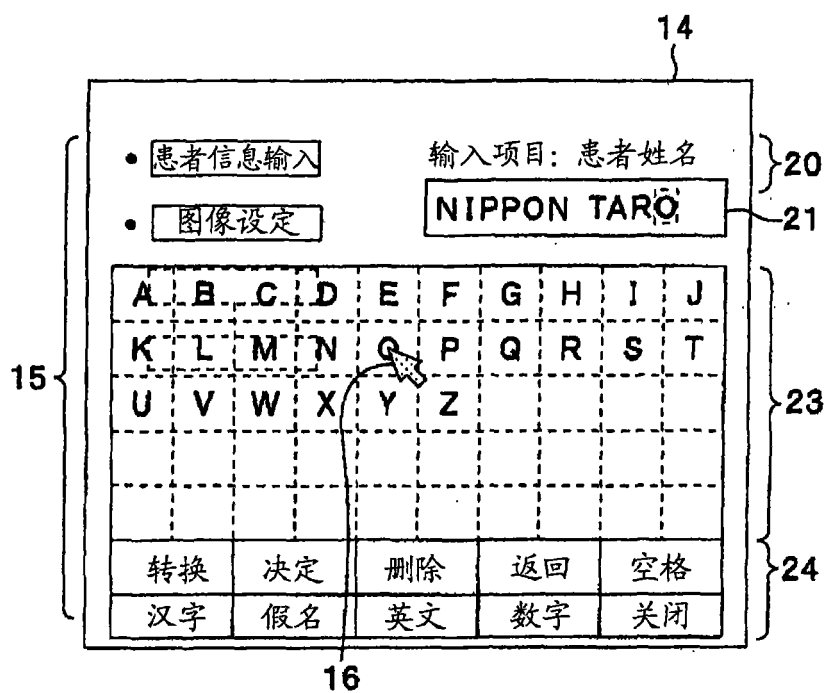 14
• 患者信息输入 输入项目：患者姓名 20
• 图像设定 NIPPON TARO 21
A B C D E F G H I J
K L M N O P Q R S T
15 23
U V W X Y Z
转换 决定 删除 返回 空格 24
汉字 假名 英文 数字 关闭
16